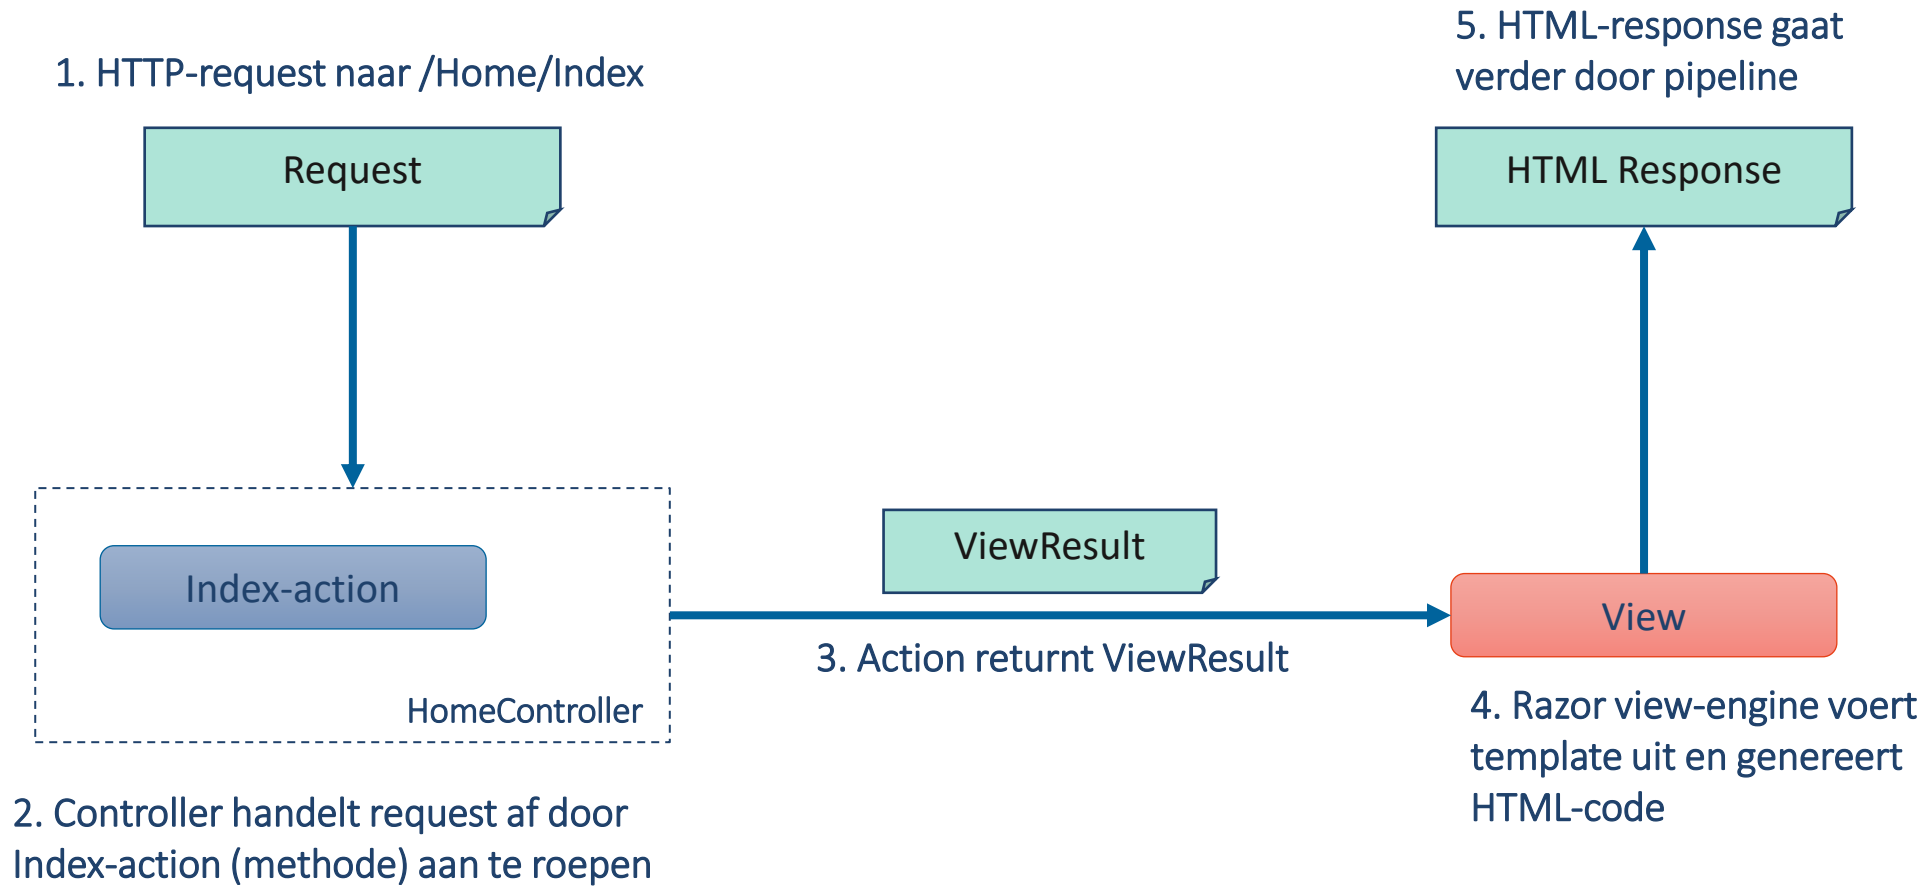 1. HTTP-request naar /Home/Index
Request
Index-action
HomeController
2. Controller handelt request af door
Index-action (methode) aan te roepen
ViewResult
3. Action returnt ViewResult
View
4. Razor view-engine voert
template uit en genereert
HTML-code
5. HTML-response gaat
verder door pipeline
HTML Response